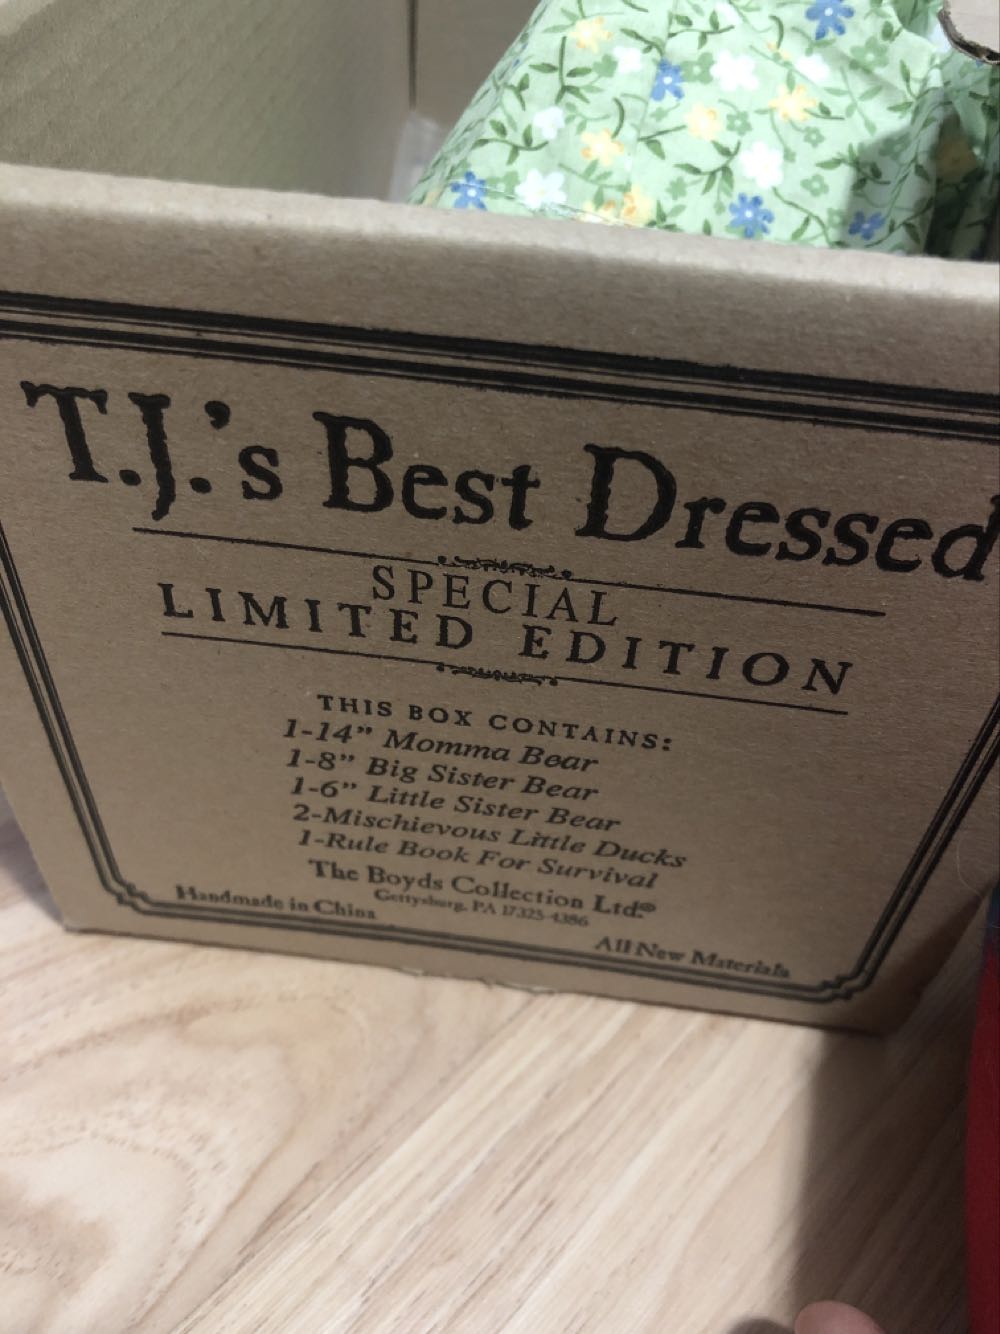 T.J.'s Best Dressed
SPECIAL
LIMITED EDITION
THIS BOX CONTAINS:
1-14” Momma Bear
1-8” Big Sister Bear
1-6” Little Sister Bear
2-Mischievous Little Ducks
1-Rule Book For Survival
The Boyds Collection Ltd.®
Gettysburg, PA 17325-4386
Handmade in China
All New Materials